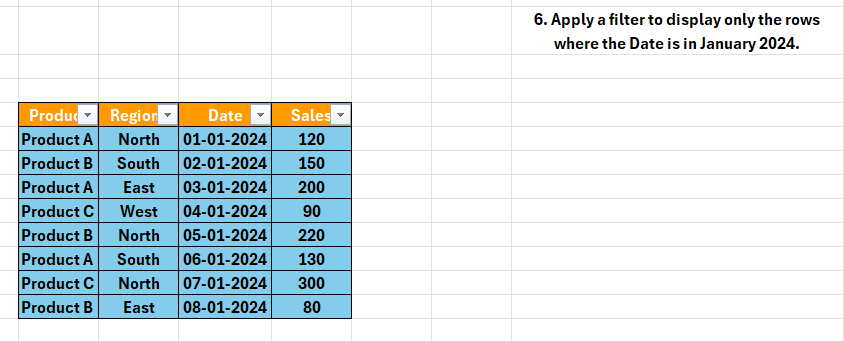 6. Apply a filter to display only the rows
where the Date is in January 2024.
Produc Region Date Sales
Product A North 01-01-2024 120
Product B South 02-01-2024 150
Product A East 03-01-2024 200
Product C West 04-01-2024 90
Product B North 05-01-2024 220
Product A South 06-01-2024 130
Product C North 07-01-2024 300
Product B East 08-01-2024 80